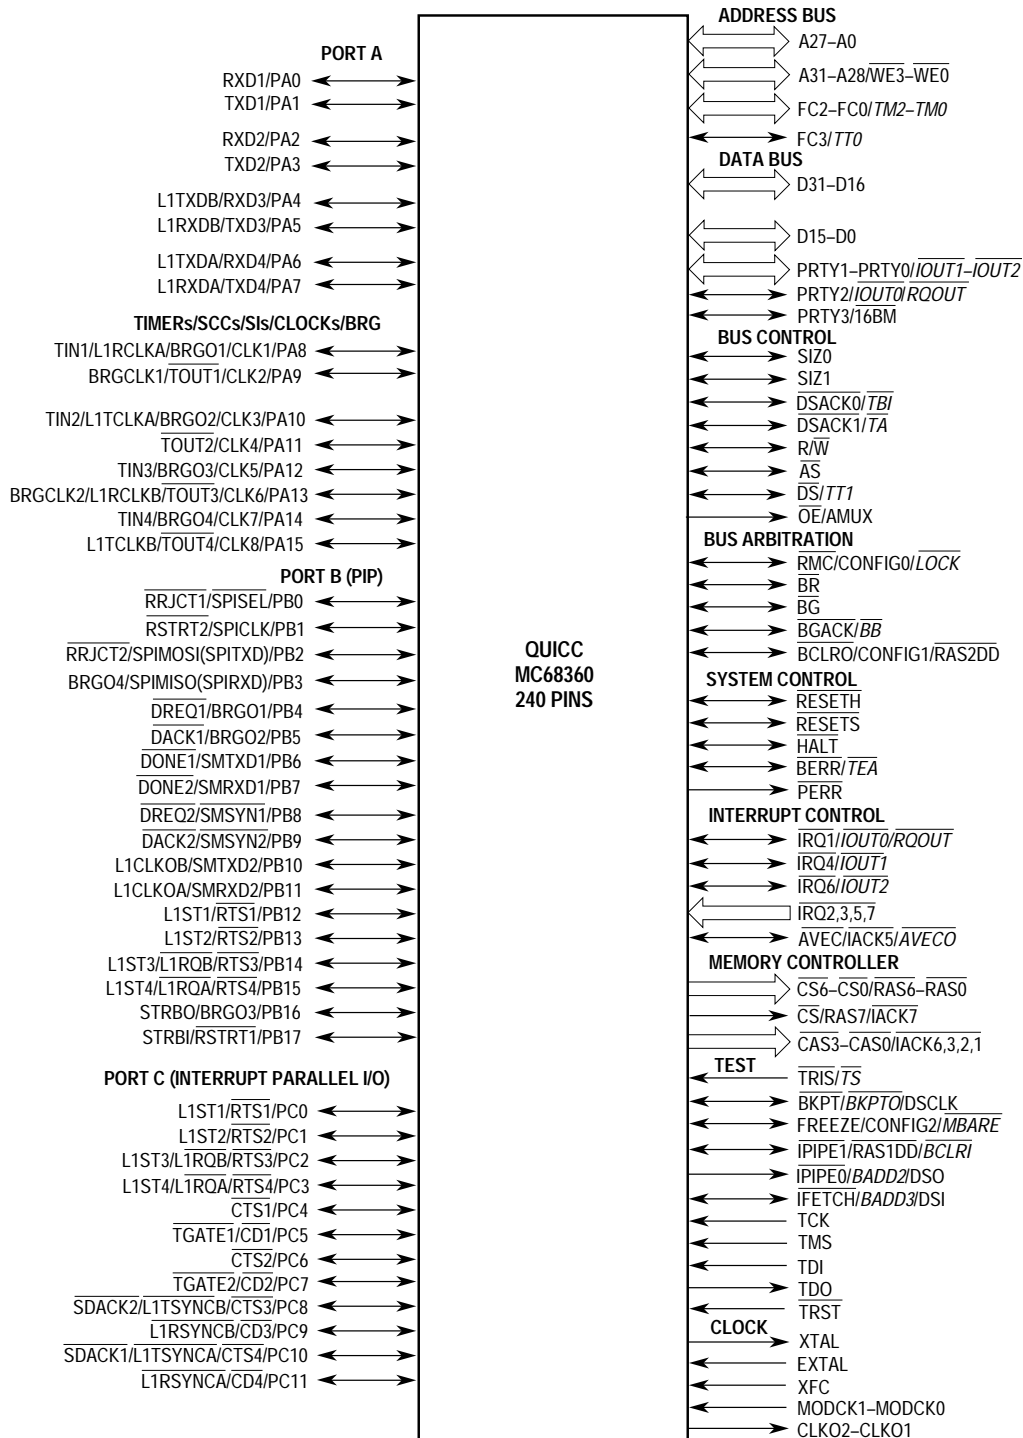 PORT A
RXD1/PA0
TXD1/PA1
RXD2/PA2
TXD2/PA3
L1TXDB/RXD3/PA4
L1RXDB/TXD3/PA5
L1TXDA/RXD4/PA6
L1RXDA/TXD4/PA7
TIMERs/SCCs/SIs/CLOCKs/BRG
TIN1/L1RCLKA/BRGO1/CLK1/PA8
BRGCLK1/TOUT1/CLK2/PA9
TIN2/L1TCLKA/BRGO2/CLK3/PA10
TOUT2/CLK4/PA11
TIN3/BRGO3/CLK5/PA12
BRGCLK2/L1RCLKB/TOUT3/CLK6/PA13
TIN4/BRGO4/CLK7/PA14
L1TCLKB/TOUT4/CLK8/PA15
PORT B (PIP)
RRJCT1/SPISEL/PB0
RSTRT2/SPICLK/PB1
RRJCT2/SPIMOSI(SPITXD)/PB2
BRGO4/SPIMISO(SPIRXD)/PB3
DREQ1/BRGO1/PB4
DACK1/BRGO2/PB5
DONE1/SMTXD1/PB6
DONE2/SMRXD1/PB7
DREQ2/SMSYN1/PB8
DACK2/SMSYN2/PB9
L1CLKOB/SMTXD2/PB10
L1CLKOA/SMRXD2/PB11
L1ST1/RTS1/PB12
L1ST2/RTS2/PB13
L1ST3/L1RQB/RTS3/PB14
L1ST4/L1RQA/RTS4/PB15
STRBO/BRGO3/PB16
STRBI/RSTRT1/PB17
PORT C (INTERRUPT PARALLEL I/O)
L1ST1/RTS1/PC0
L1ST2/RTS2/PC1
L1ST3/L1RQB/RTS3/PC2
L1ST4/L1RQA/RTS4/PC3
CTS1/PC4
TGATE1/CD1/PC5
CTS2/PC6
TGATE2/CD2/PC7
SDACK2/L1TSYNCB/CTS3/PC8
L1RSYNCB/CD3/PC9
SDACK1/L1TSYNCA/CTS4/PC10
L1RSYNCA/CD4/PC11
QUICC
MC68360
240 PINS
ADDRESS BUS
A27–A0
A31–A28/WE3–WE0
FC2–FC0/TM2–TM0
FC3/TT0
DATA BUS
D31–D16
D15–D0
PRTY1–PRTY0/IOUT1–IOUT2
PRTY2/IOUT0/RQOUT
PRTY3/16BM
BUS CONTROL
SIZ0
SIZ1
DSACK0/TBI
DSACK1/TA
R/W
AS
DS/TT1
OE/AMUX
BUS ARBITRATION
RMC/CONFIG0/LOCK
BR
BG
BGACK/BB
BCLRO/CONFIG1/RAS2DD
SYSTEM CONTROL
RESETH
RESETS
HALT
BERR/TEA
PERR
INTERRUPT CONTROL
IRQ1/IOUT0/RQOUT
IRQ4/IOUT1
IRQ6/IOUT2
IRQ2,3,5,7
AVEC/IACK5/AVECO
MEMORY CONTROLLER
CS6–CS0/RAS6–RAS0
CS/RAS7/IACK7
CAS3–CAS0/IACK6,3,2,1
TEST
TRIS/TS
BKPT/BKPTO/DSCLK
FREEZE/CONFIG2/MBARE
IPIPE1/RAS1DD/BCLRI
IPIPE0/BADD2/DSO
IFETCH/BADD3/DSI
TCK
TMS
TDI
TDO
TRST
CLOCK
XTAL
EXTAL
XFC
MODCK1–MODCK0
CLKO2–CLKO1